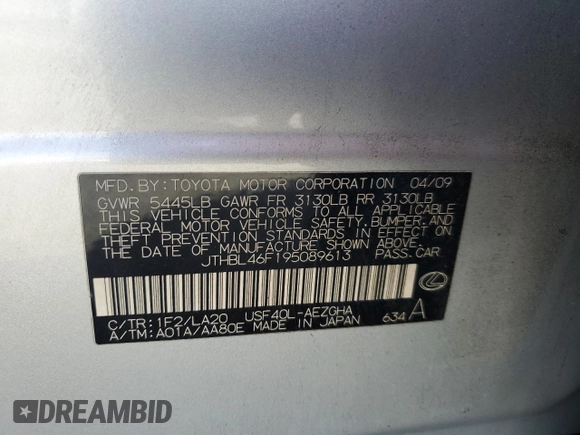 MFD.BY:TOYOTA MOTOR CORPORATION 04/09
GVWR 5445LB GAWR FR 3130LB RR 3130LB
THIS VEHICLE CONFORMS TO ALL APPLICABLE
FEDERAL MOTOR VEHICLE SAFETY,BUMPER,AND
THEFT PREVENTION STANDARDS IN EFFECT ON
THE DATE OF MANUFACTURE SHOWN ABOVE.
JTHBL46F195089613 PASS.CAR
C/TR:1F2/LA20 USF40L-AEZGHA
A/TM:A01A/AA80E MADE IN JAPAN 634 A
DREAMBID